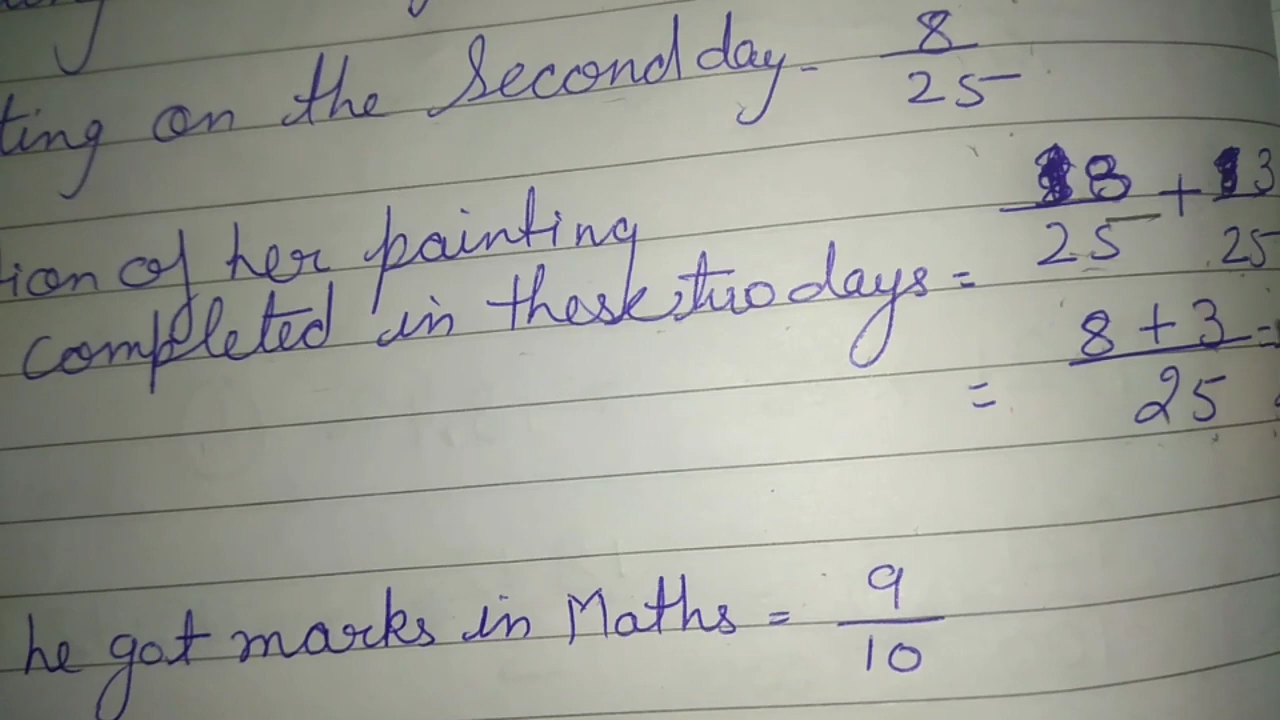 ting on the Second day - 8/25
ion of her painting
completed in these two days = 8/25 + 3/25
= 8 + 3/25 =
he got marks in Maths = 9/10